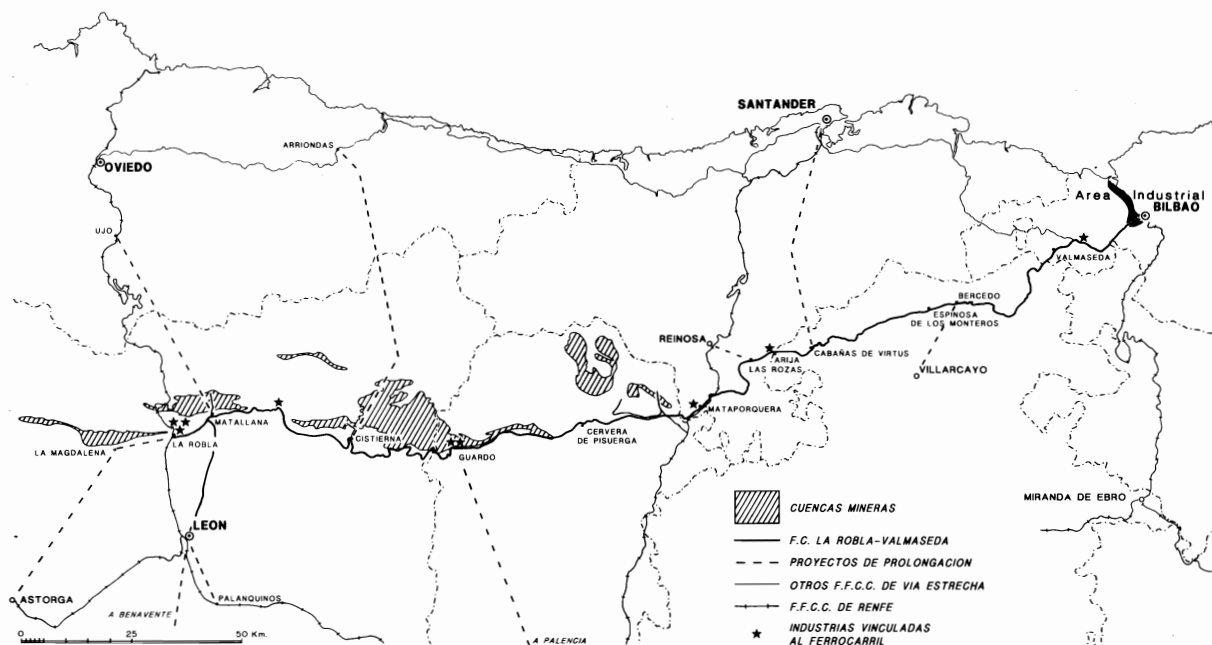 SANTANDER
ARRIONDAS
OVIEDO
Area Industrial
BILBAO
UJO
VALMASEDA
BERCEDO
ESPINOSA
DE LOS MONTEROS
REINOSA
ARIJA
LAS ROZAS
CABAÑAS DE VIRTUS
VILLARCAYO
MATAPORQUERA
MATALLANA
CISTIERNA
CERVERA
DE PISUERGA
LA MAGDALENA
LA ROBLA
GUARDO
MIRANDA DE EBRO
LEON
ASTORGA
PALANQUINOS
A BENAVENTE
A PALENCIA
0 25 50 Km.
CUENCAS MINERAS
F.C. LA ROBLA-VALMASEDA
PROYECTOS DE PROLONGACION
OTROS F.F.C.C. DE VIA ESTRECHA
F.F.C.C. DE RENFE
INDUSTRIAS VINCULADAS
AL FERROCARRIL